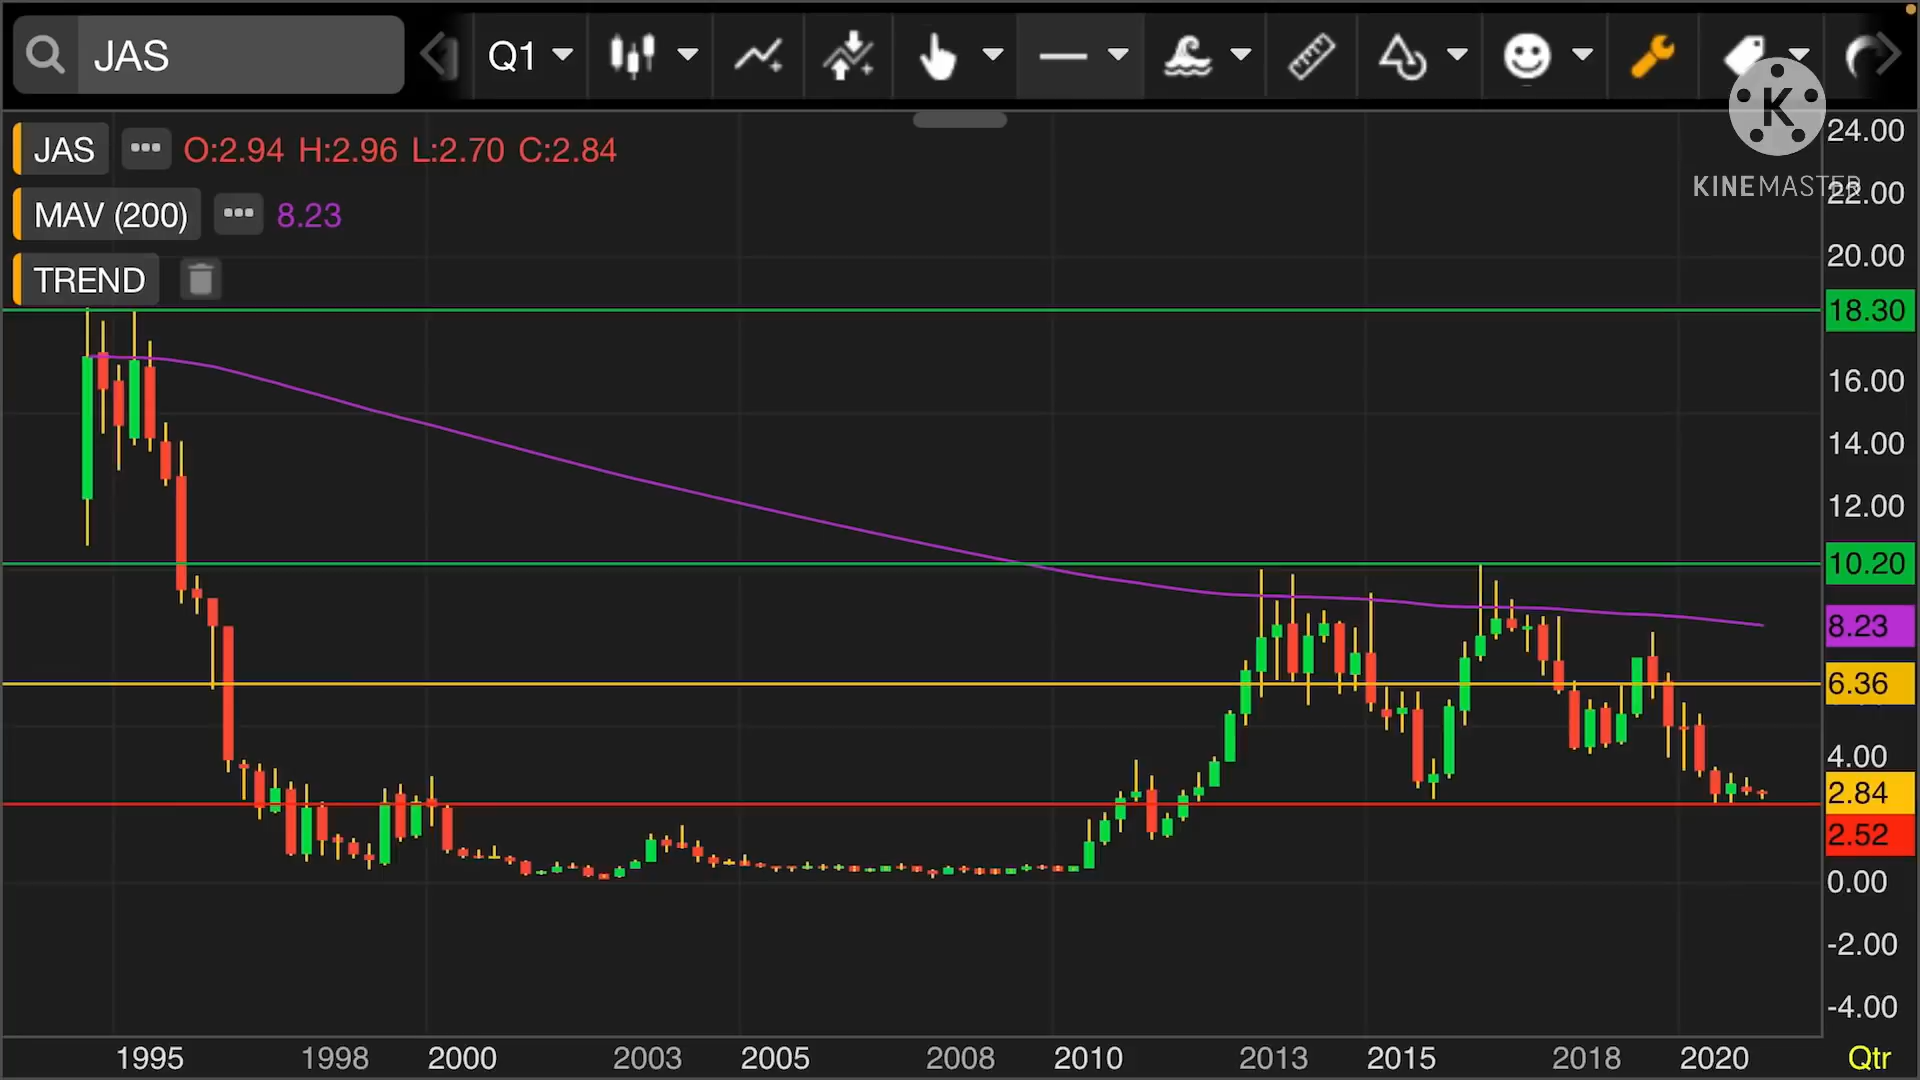 JAS
Q1
JAS ... O:2.94 H:2.96 L:2.70 C:2.84
MAV (200) ... 8.23
TREND
K
KINEMASTER
24.00
22.00
20.00
18.30
16.00
14.00
12.00
10.20
8.23
6.36
4.00
2.84
2.52
0.00
-2.00
-4.00
1995 1998 2000 2003 2005 2008 2010 2013 2015 2018 2020 Qtr